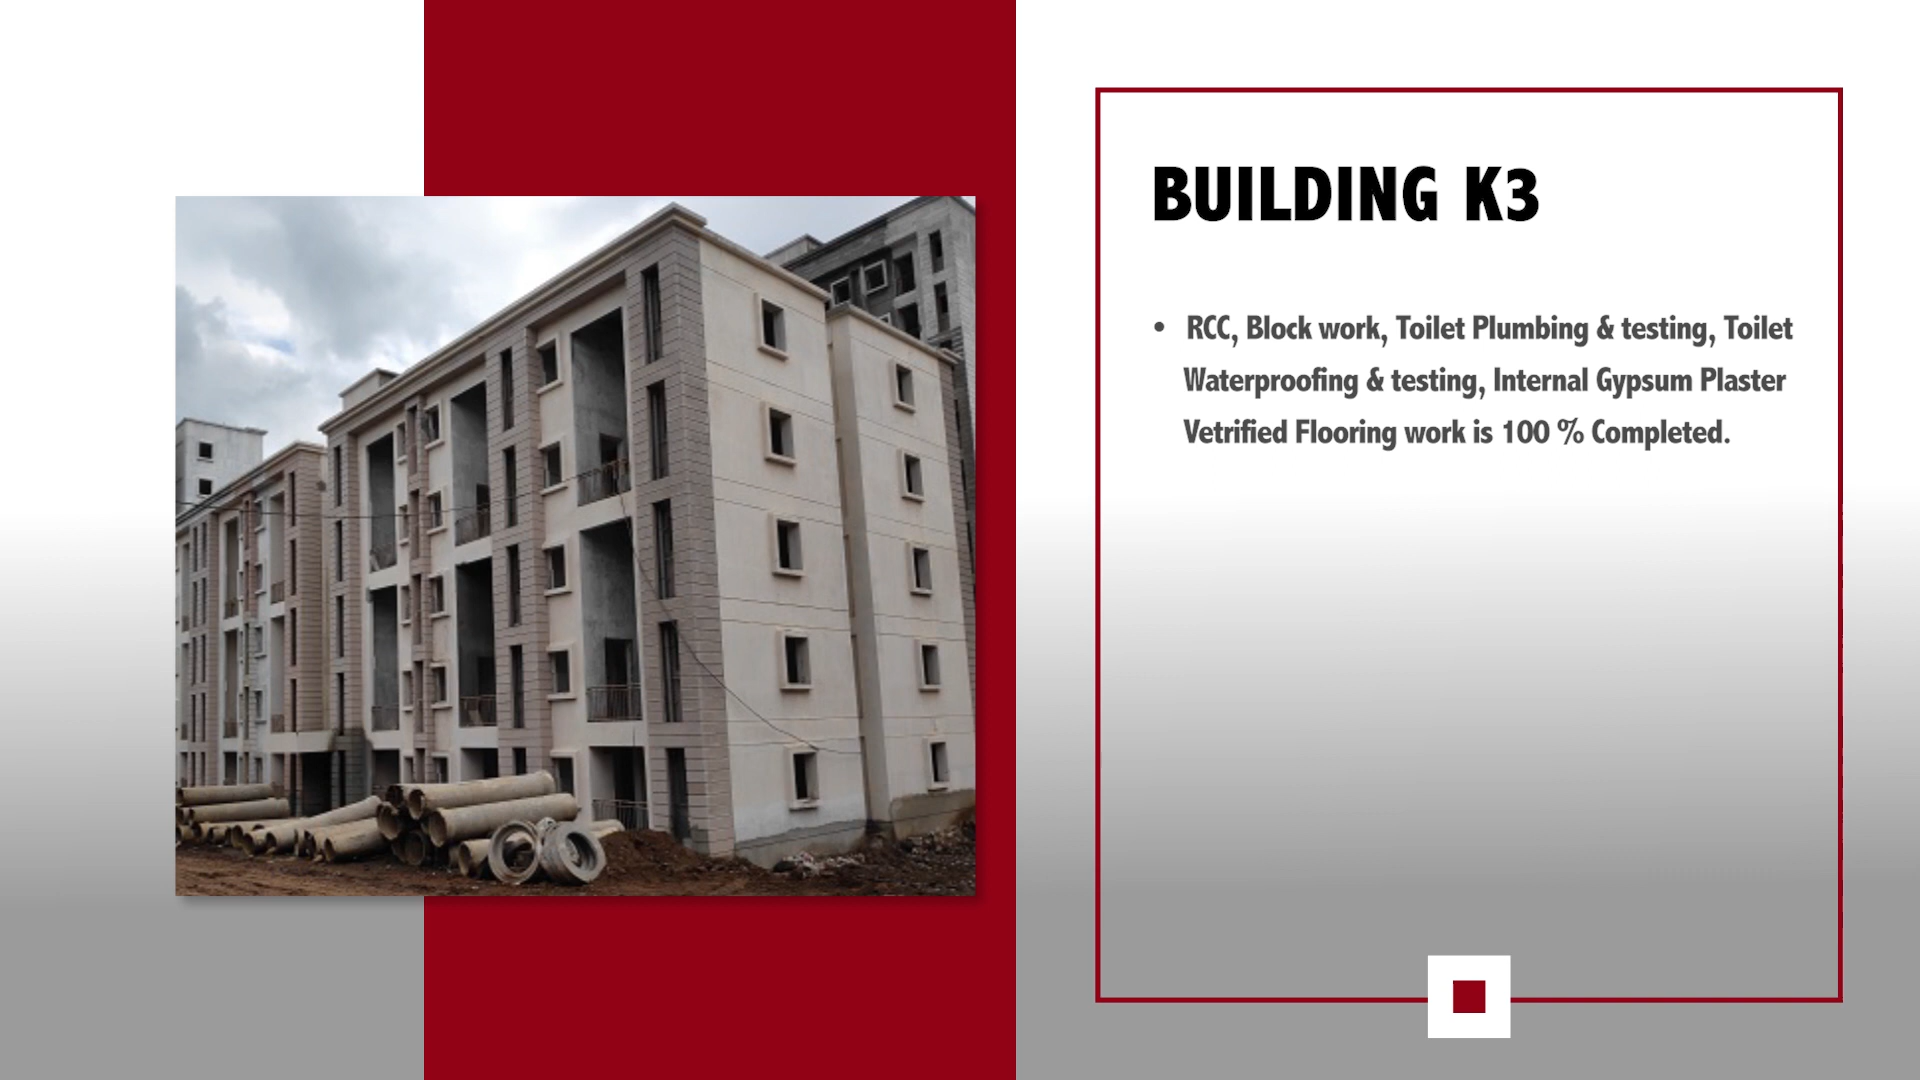 BUILDING K3
• RCC, Block work, Toilet Plumbing & testing, Toilet
Waterproofing & testing, Internal Gypsum Plaster
Vetrified Flooring work is 100 % Completed.